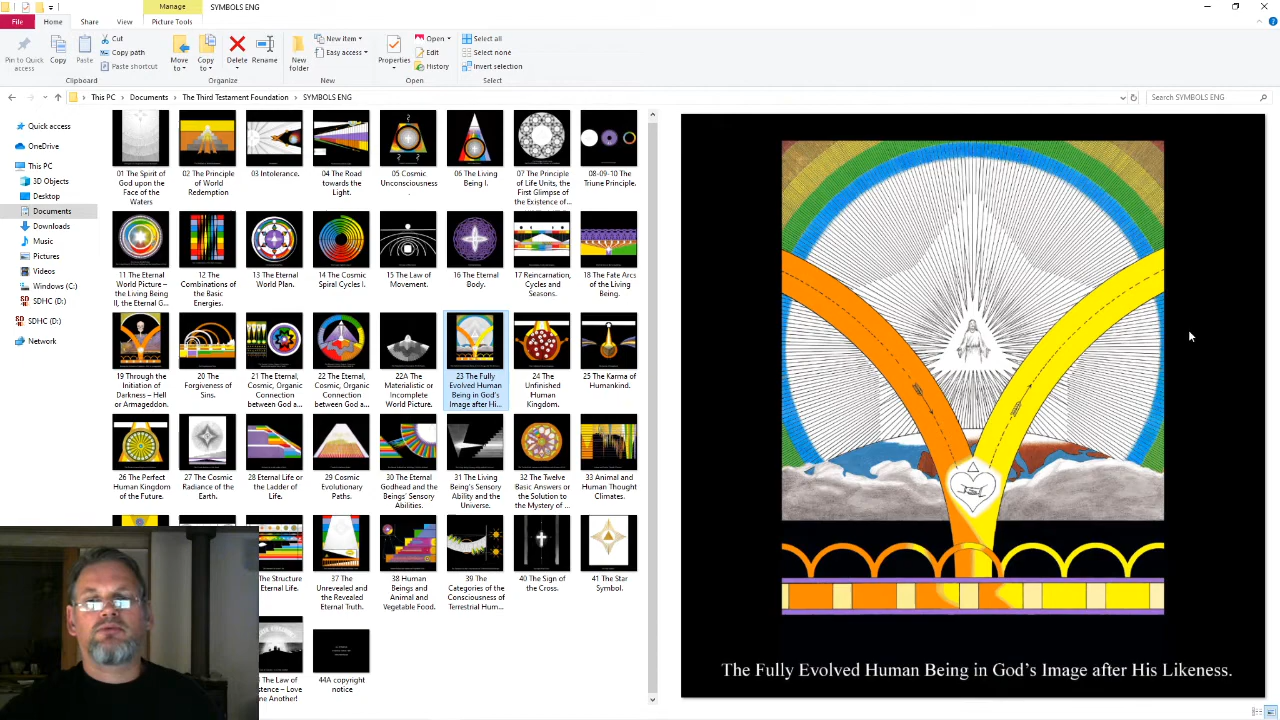 Manage
SYMBOLS ENG
File
Home
Share
View
Picture Tools
Pin to Quick access
Copy
Paste
Cut
Copy path
Paste shortcut
Clipboard
Move to
Copy to
Delete
Rename
Organize
New folder
New item
Easy access
New
Properties
Open
Edit
History
Open
Select all
Select none
Invert selection
Select
This PC
Documents
The Third Testament Foundation
SYMBOLS ENG
Search SYMBOLS ENG
Quick access
OneDrive
This PC
3D Objects
Desktop
Documents
Downloads
Music
Pictures
Videos
Windows (C:)
SDHC (D:)
SDHC (D:)
Network
01 The Spirit of God upon the Face of the Waters
02 The Principle of World Redemption
03 Intolerance.
04 The Road towards the Light.
05 Cosmic Unconsciousness.
06 The Living Being I.
07 The Principle of Life Units, the First Glimpse of the Existence of...
08-09-10 The Triune Principle.
11 The Eternal World Picture – the Living Being II, the Eternal G...
12 The Combinations of the Basic Energies.
13 The Eternal World Plan.
14 The Cosmic Spiral Cycles I.
15 The Law of Movement.
16 The Eternal Body.
17 Reincarnation, Cycles and Seasons.
18 The Fate Arcs of the Living Being.
19 Through the Initiation of Darkness – Hell or Armageddon.
20 The Forgiveness of Sins.
21 The Eternal, Cosmic, Organic Connection between God a...
22 The Eternal, Cosmic, Organic Connection between God a...
22A The Materialistic or Incomplete World Picture.
23 The Fully Evolved Human Being in God's Image after His...
24 The Unfinished Human Kingdom.
25 The Karma of Humankind.
26 The Perfect Human Kingdom of the Future.
27 The Cosmic Radiance of the Earth.
28 Eternal Life or the Ladder of Life.
29 Cosmic Evolutionary Paths.
30 The Eternal Godhead and the Beings' Sensory Abilities.
31 The Living Being's Sensory Ability and the Universe.
32 The Twelve Basic Answers or the Solution to the Mystery of ...
33 Animal and Human Thought Climates.
The Structure
Eternal Life.
37 The Unrevealed and the Revealed Eternal Truth.
38 Human Beings and Animal and Vegetable Food.
39 The Categories of the Consciousness of Terrestrial Hum...
40 The Sign of the Cross.
41 The Star Symbol.
The Law of
stence – Love
ne Another!
44A copyright notice
The Fully Evolved Human Being in God's Image after His Likeness.